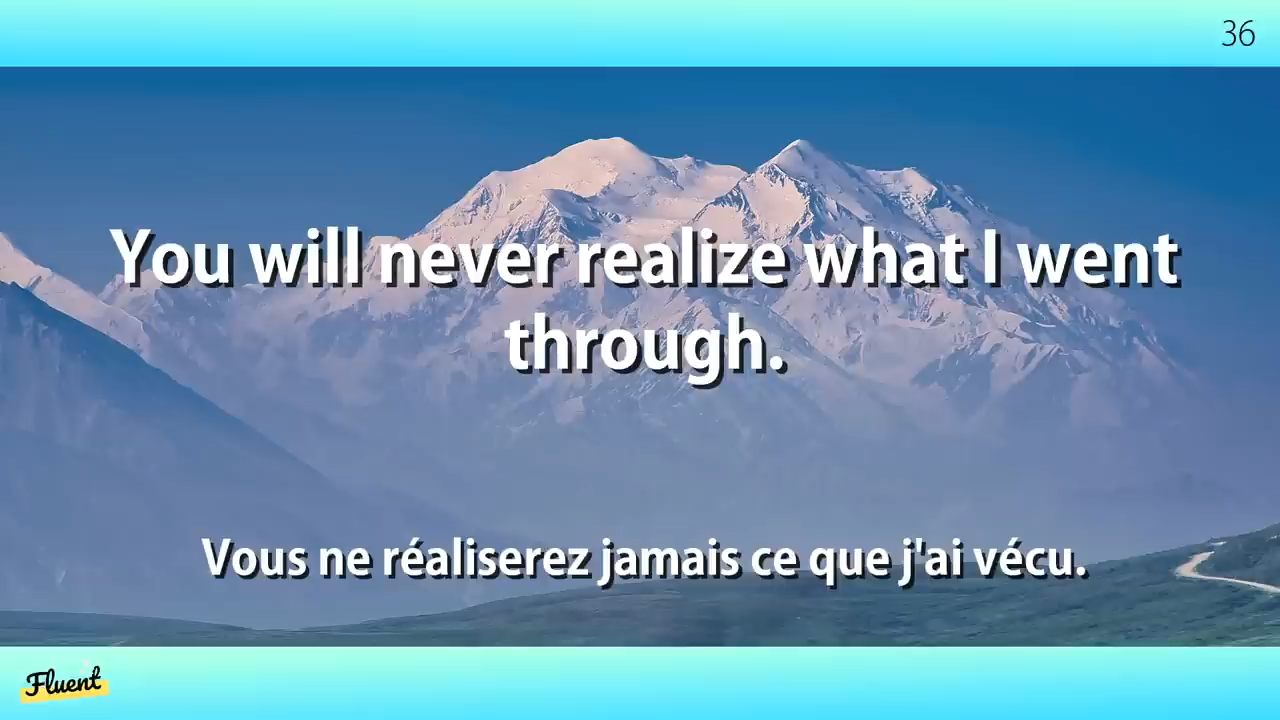 36
You will never realize what I went
through.
Vous ne réaliserez jamais ce que j'ai vécu.
Fluent